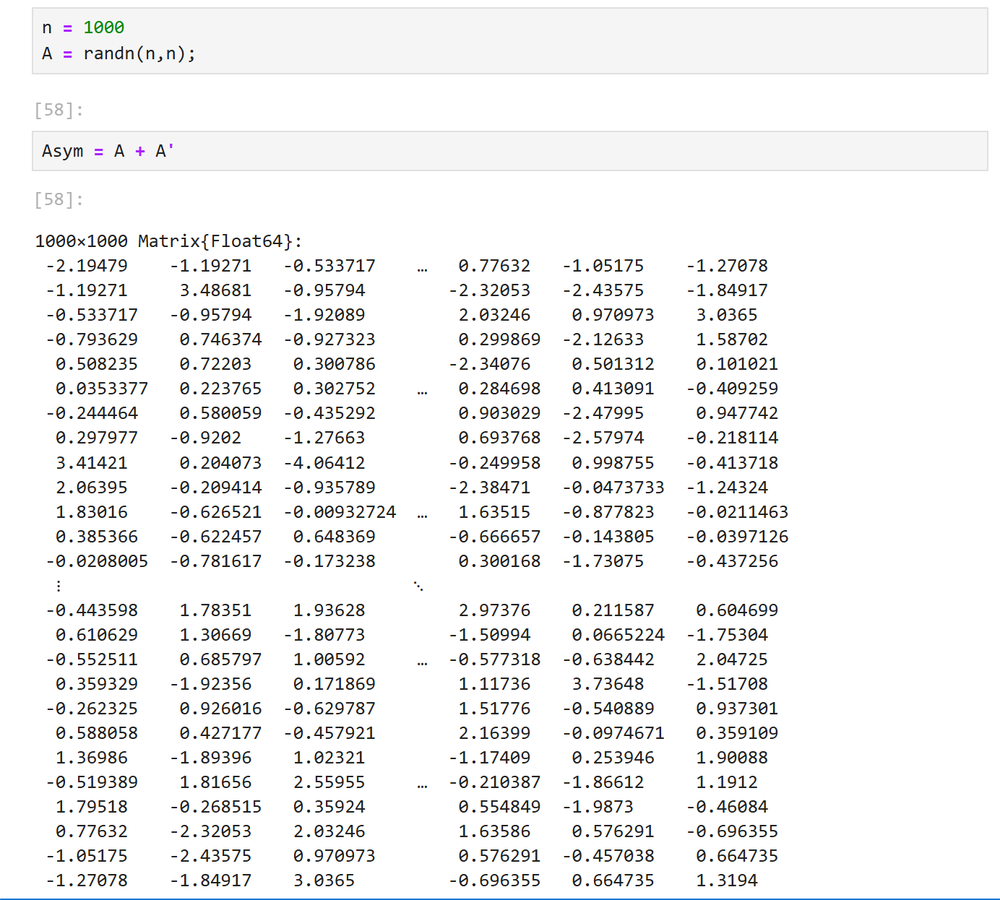 n = 1000
A = randn(n,n);
[58]:
Asym = A + A'
[58]:
1000×1000 Matrix{Float64}:
-2.19479 -1.19271 -0.533717 … 0.77632 -1.05175 -1.27078
-1.19271 3.48681 -0.95794 -2.32053 -2.43575 -1.84917
-0.533717 -0.95794 -1.92089 2.03246 0.970973 3.0365
-0.793629 0.746374 -0.927323 0.299869 -2.12633 1.58702
0.508235 0.72203 0.300786 -2.34076 0.501312 0.101021
0.0353377 0.223765 0.302752 … 0.284698 0.413091 -0.409259
-0.244464 0.580059 -0.435292 0.903029 -2.47995 0.947742
0.297977 -0.9202 -1.27663 0.693768 -2.57974 -0.218114
3.41421 0.204073 -4.06412 -0.249958 0.998755 -0.413718
2.06395 -0.209414 -0.935789 -2.38471 -0.0473733 -1.24324
1.83016 -0.626521 -0.00932724 … 1.63515 -0.877823 -0.0211463
0.385366 -0.622457 0.648369 -0.666657 -0.143805 -0.0397126
-0.0208005 -0.781617 -0.173238 0.300168 -1.73075 -0.437256
⋮ ⋱
-0.443598 1.78351 1.93628 2.97376 0.211587 0.604699
0.610629 1.30669 -1.80773 -1.50994 0.0665224 -1.75304
-0.552511 0.685797 1.00592 … -0.577318 -0.638442 2.04725
0.359329 -1.92356 0.171869 1.11736 3.73648 -1.51708
-0.262325 0.926016 -0.629787 1.51776 -0.540889 0.937301
0.588058 0.427177 -0.457921 2.16399 -0.0974671 0.359109
1.36986 -1.89396 1.02321 -1.17409 0.253946 1.90088
-0.519389 1.81656 2.55955 … -0.210387 -1.86612 1.1912
1.79518 -0.268515 0.35924 0.554849 -1.9873 -0.46084
0.77632 -2.32053 2.03246 1.63586 0.576291 -0.696355
-1.05175 -2.43575 0.970973 0.576291 -0.457038 0.664735
-1.27078 -1.84917 3.0365 -0.696355 0.664735 1.3194